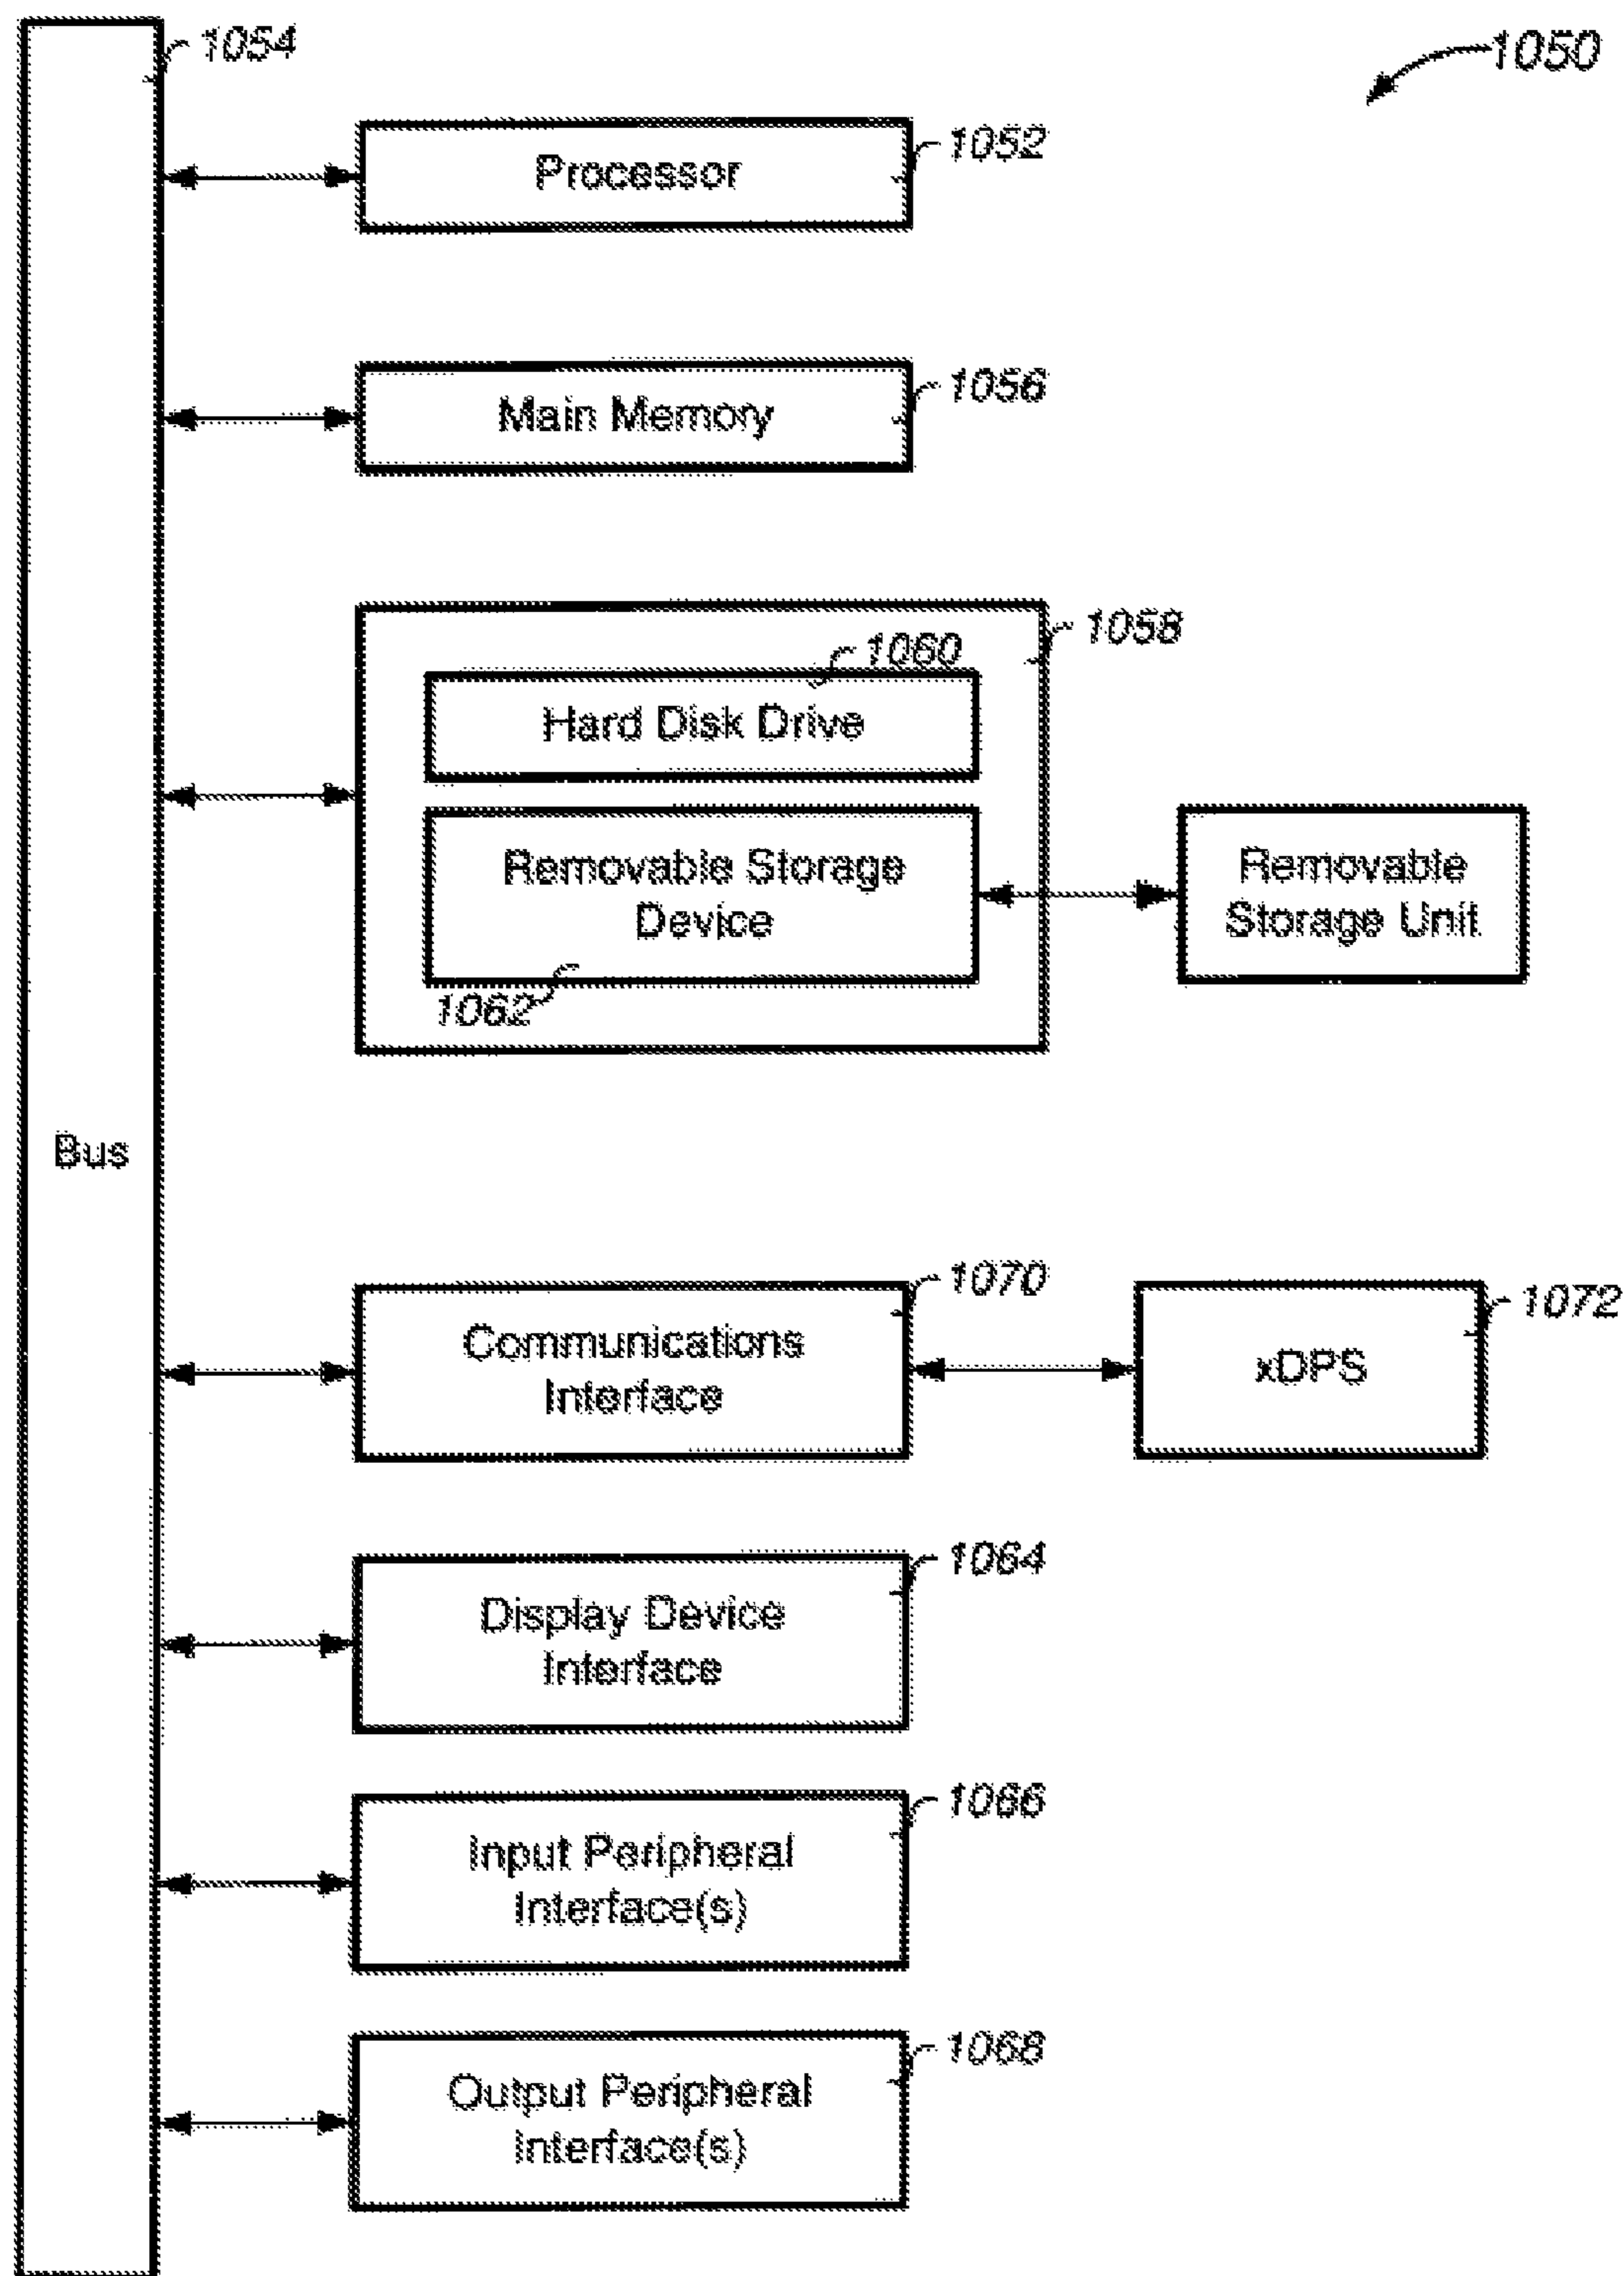 1054
1050
Processor
1052
Main Memory
1056
1058
1060
Hard Disk Drive
Removable Storage
Device
1062
Removable
Storage Unit
Bus
1070
Communications
Interface
1072
xDPS
1064
Display Device
Interface
1066
Input Peripheral
Interface(s)
1068
Output Peripheral
Interface(s)